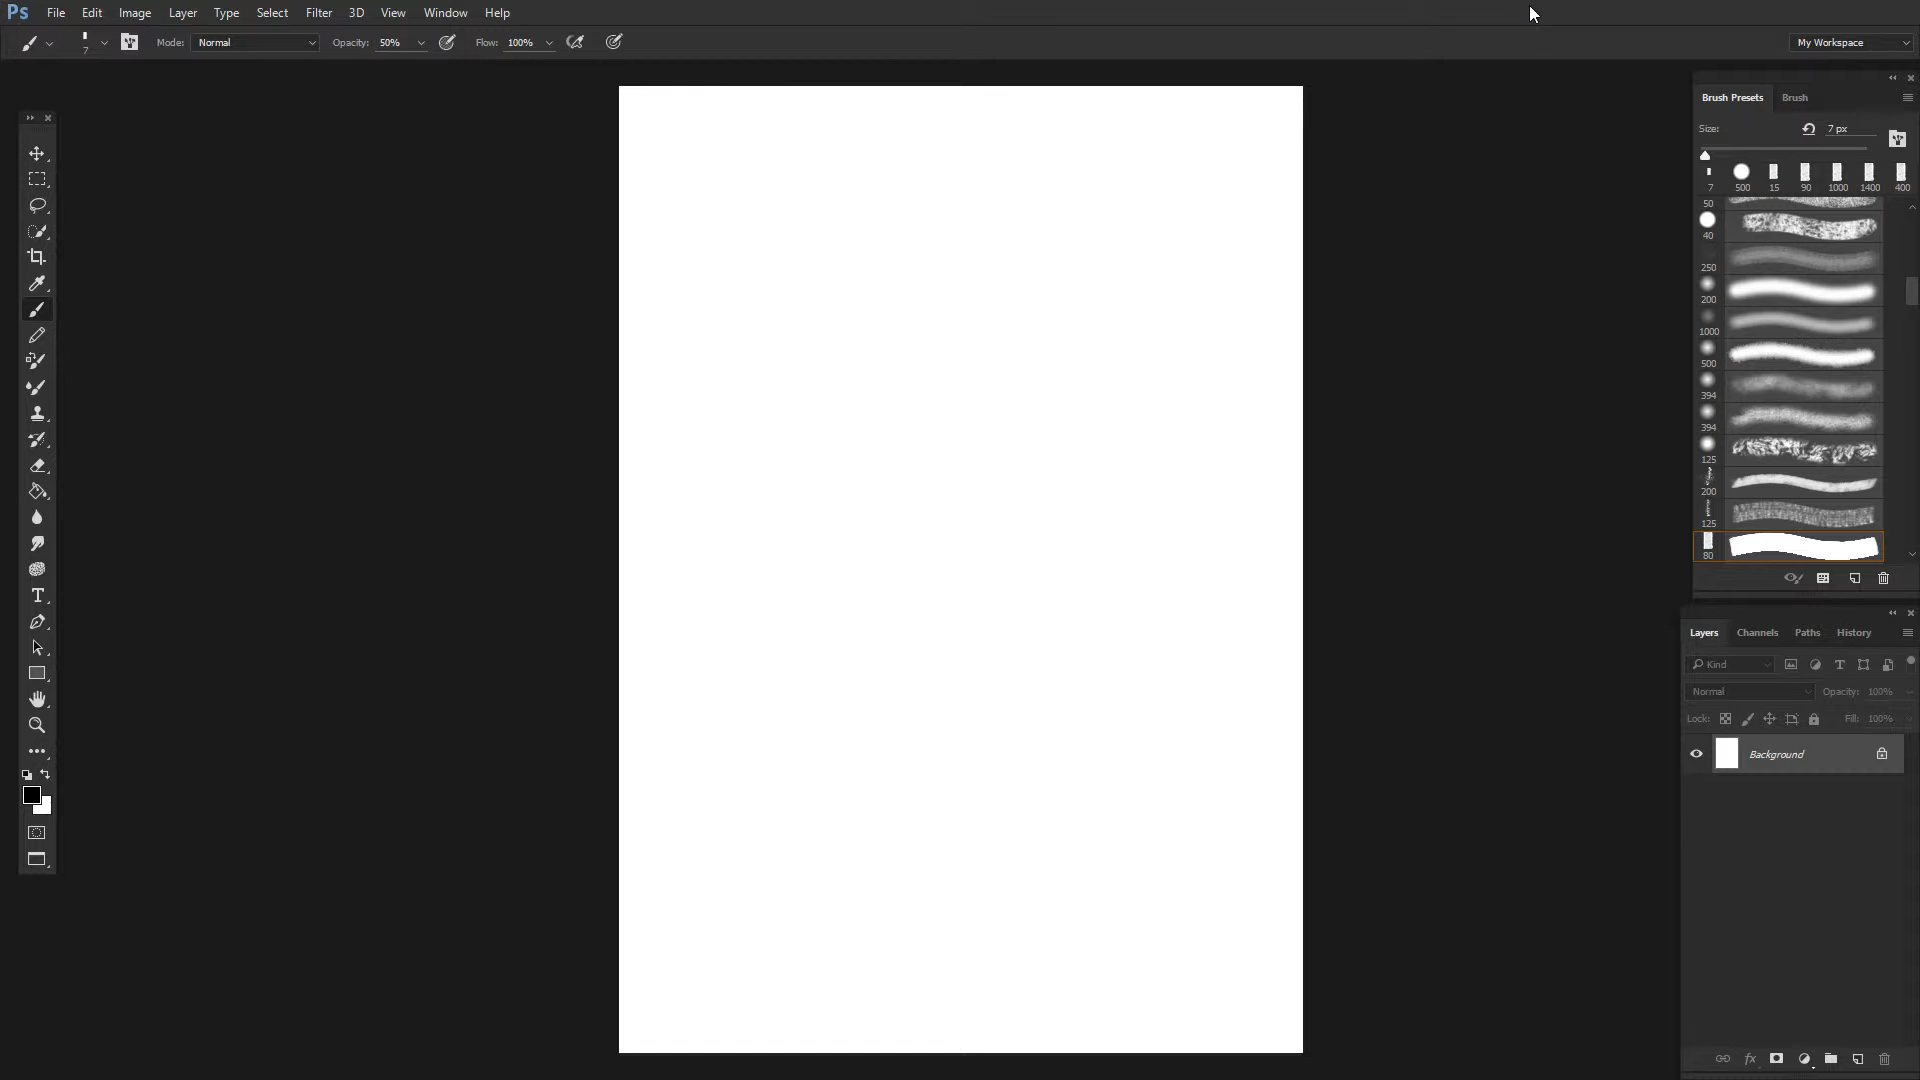 Ps File Edit Image Layer Type Select Filter 3D View Window Help
7 Mode: Normal Opacity: 50% Flow: 100% My Workspace
Brush Presets Brush
Size: 7 px
7 500 15 90 1000 1400 400
50
40
250
200
1000
500
394
394
125
200
125
80
Layers Channels Paths History
Kind T
Normal Opacity: 100%
Lock: Fill: 100%
Background
fx